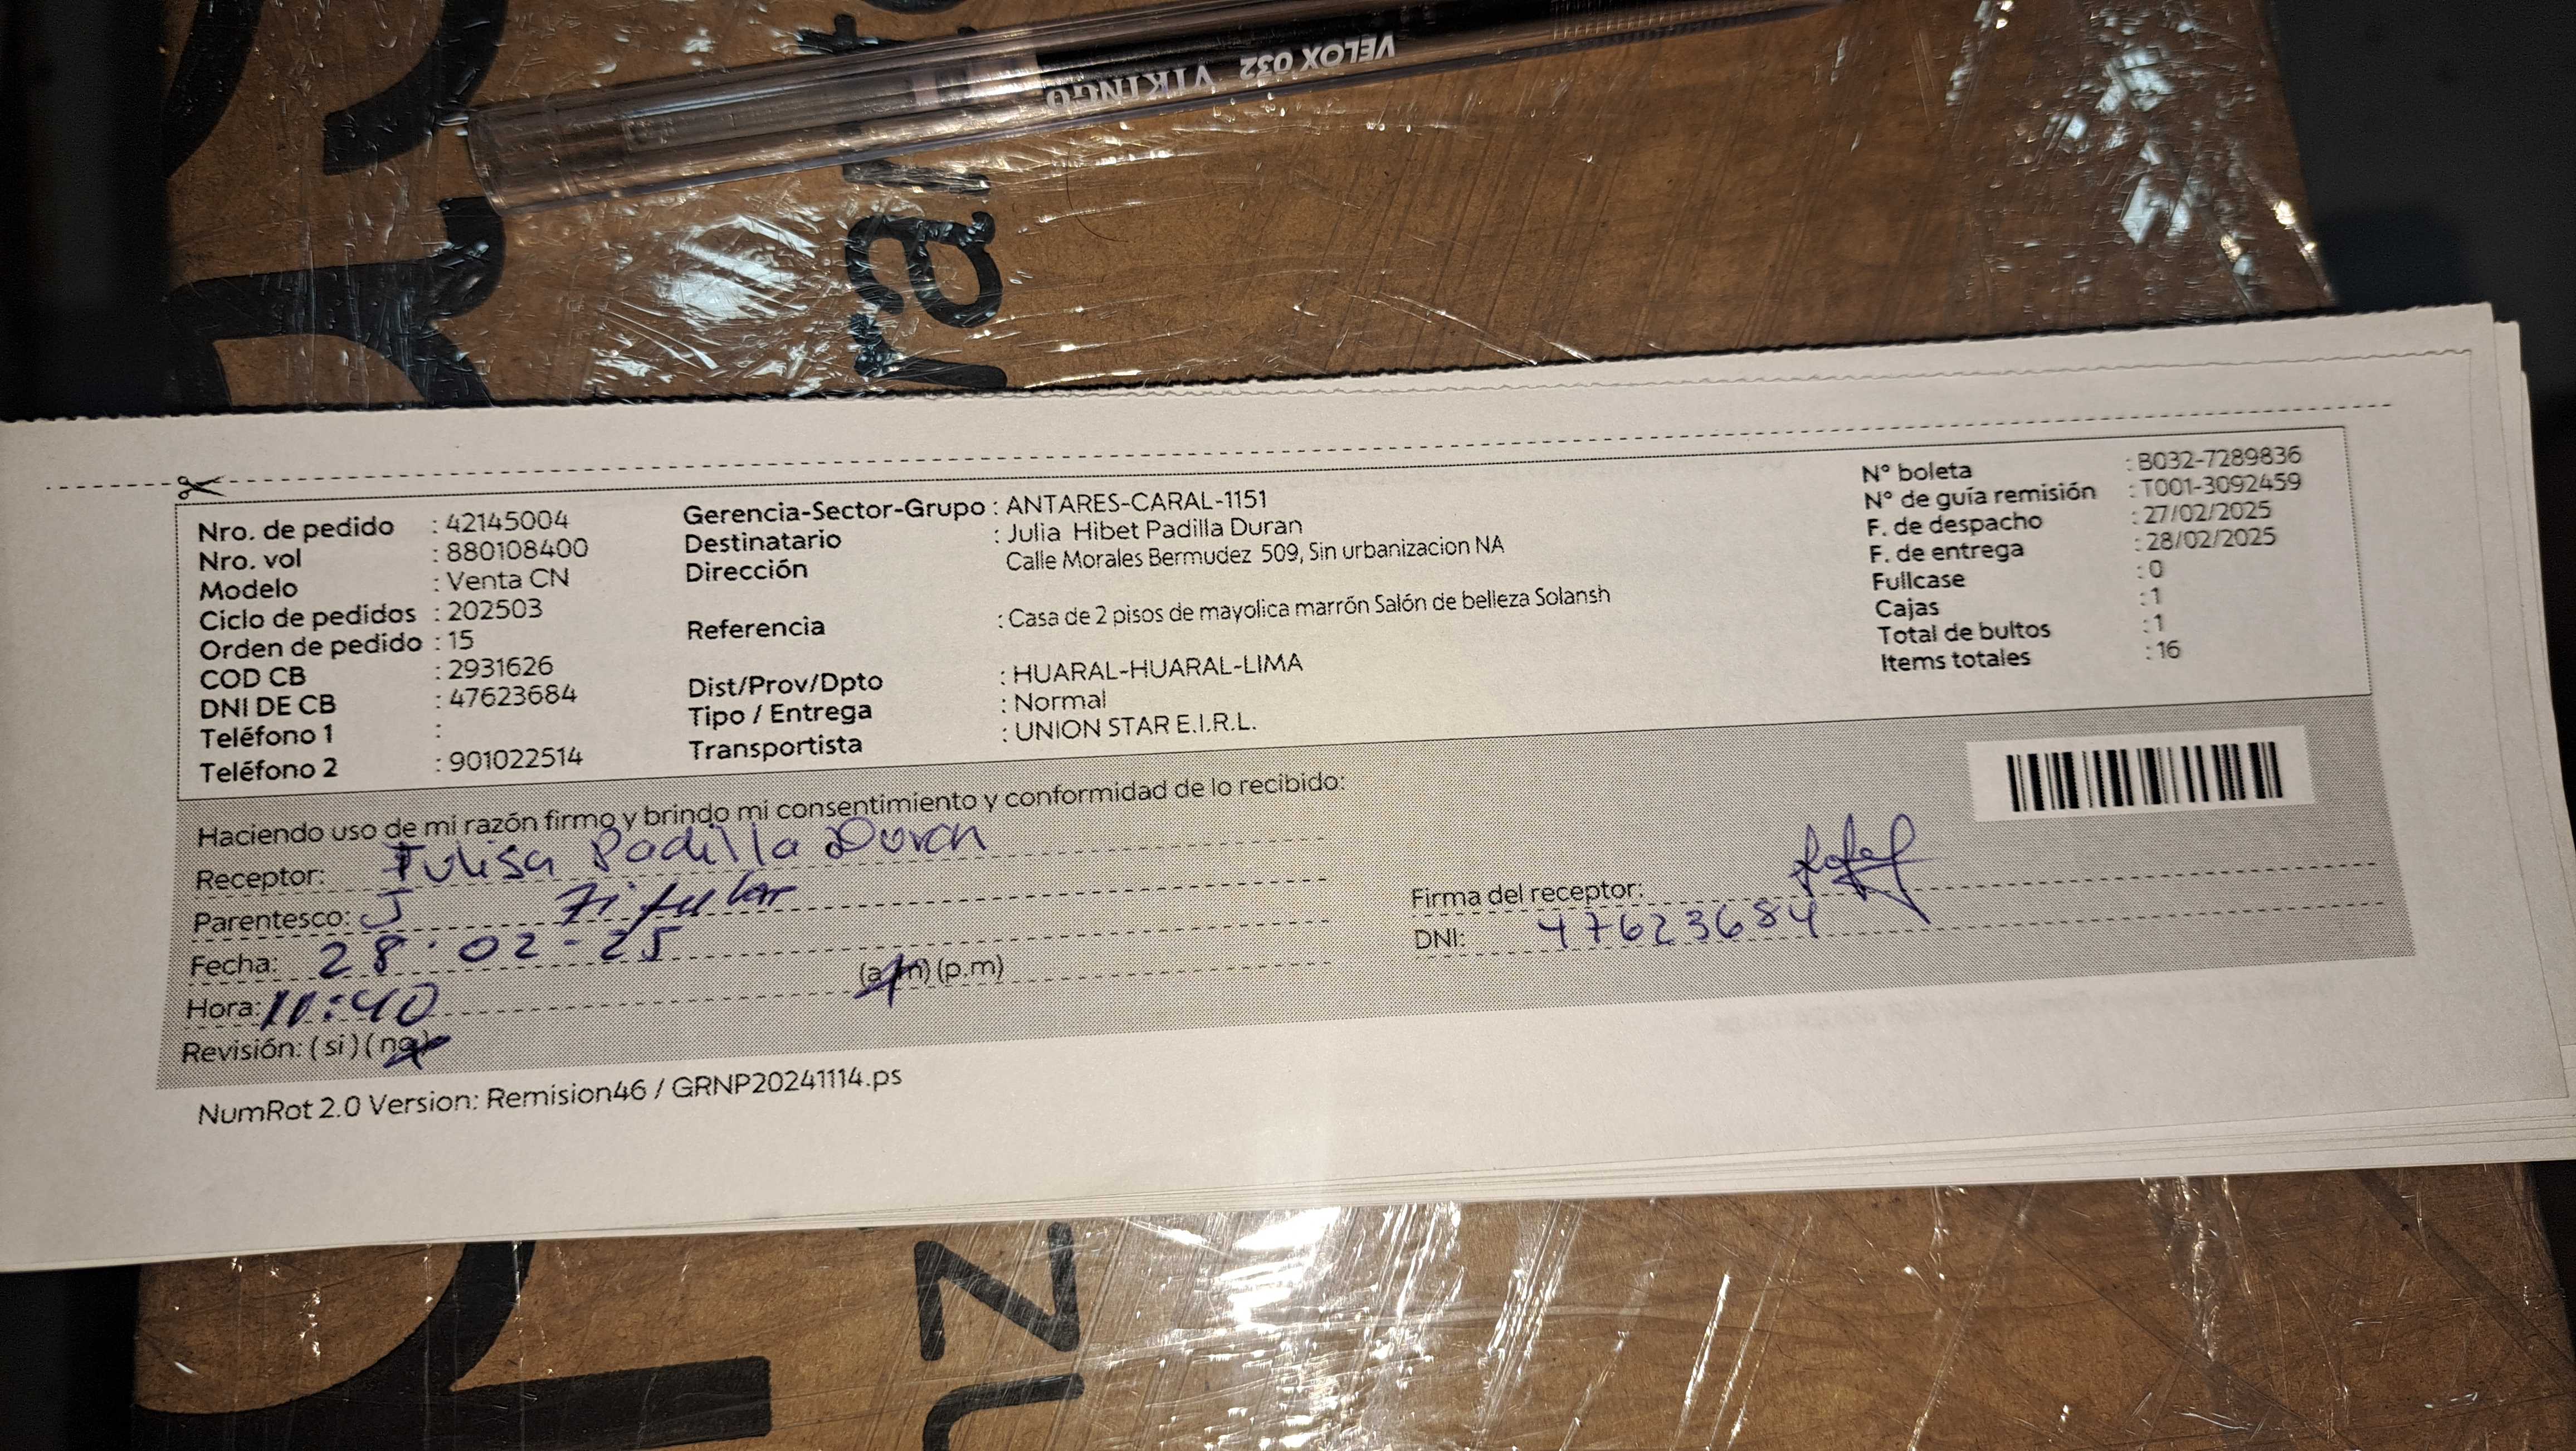 VELOX 032 VIKINGO
Nro. de pedido : 42145004
Nro. vol : 880108400
Modelo : Venta CN
Ciclo de pedidos : 202503
Orden de pedido : 15
COD CB : 2931626
DNI DE CB : 47623684
Teléfono 1 :
Teléfono 2 : 901022514
Gerencia-Sector-Grupo : ANTARES-CARAL-1151
Destinatario : Julia Hibet Padilla Duran
Dirección Calle Morales Bermudez 509, Sin urbanizacion NA
Referencia : Casa de 2 pisos de mayolica marrón Salón de belleza Solansh
Dist/Prov/Dpto : HUARAL-HUARAL-LIMA
Tipo / Entrega : Normal
Transportista : UNION STAR E.I.R.L.
N° boleta : B032-7289836
N° de guía remisión : T001-3092459
F. de despacho : 27/02/2025
F. de entrega : 28/02/2025
Fullcase : 0
Cajas : 1
Total de bultos : 1
Items totales : 16
Haciendo uso de mi razón firmo y brindo mi consentimiento y conformidad de lo recibido:
Receptor: Julisa Padilla Duran
Parentesco: J Titular
Fecha: 28-02-25
Hora: 11:40 (a.m) (p.m)
Revisión: (si) (no)
Firma del receptor:
DNI: 47623684
NumRot 2.0 Version: Remision46 / GRNP20241114.ps